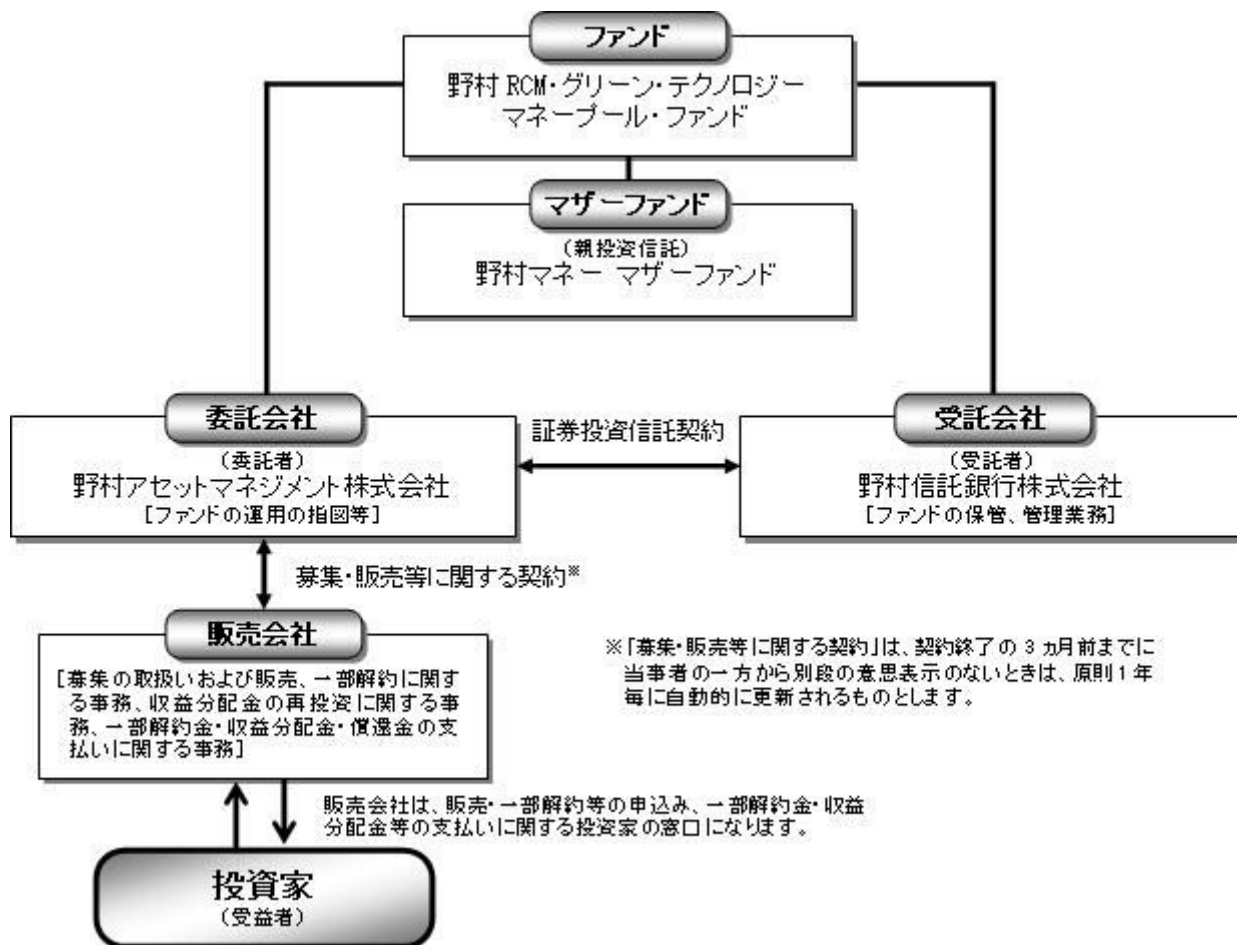 ファンド
野村 RCM・グリーン・テクノロジー
マネープール・ファンド
マザーファンド
（親投資信託）
野村マネー マザーファンド
委託会社
（委託者）
野村アセットマネジメント株式会社
[ファンドの運用の指図等]
証券投資信託契約
受託会社
（受託者）
野村信託銀行株式会社
[ファンドの保管、管理業務]
募集・販売等に関する契約※
販売会社
[募集の取扱いおよび販売、一部解約に関す
る事務、収益分配金の再投資に関する事
務、一部解約金・収益分配金・償還金の支
払いに関する事務]
※「募集・販売等に関する契約」は、契約終了の 3 ヵ月前までに
当事者の一方から別段の意思表示のないときは、原則 1 年
毎に自動的に更新されるものとします。
販売会社は、販売・一部解約等の申込み、一部解約金・収益
分配金等の支払いに関する投資家の窓口になります。
投資家
（受益者）